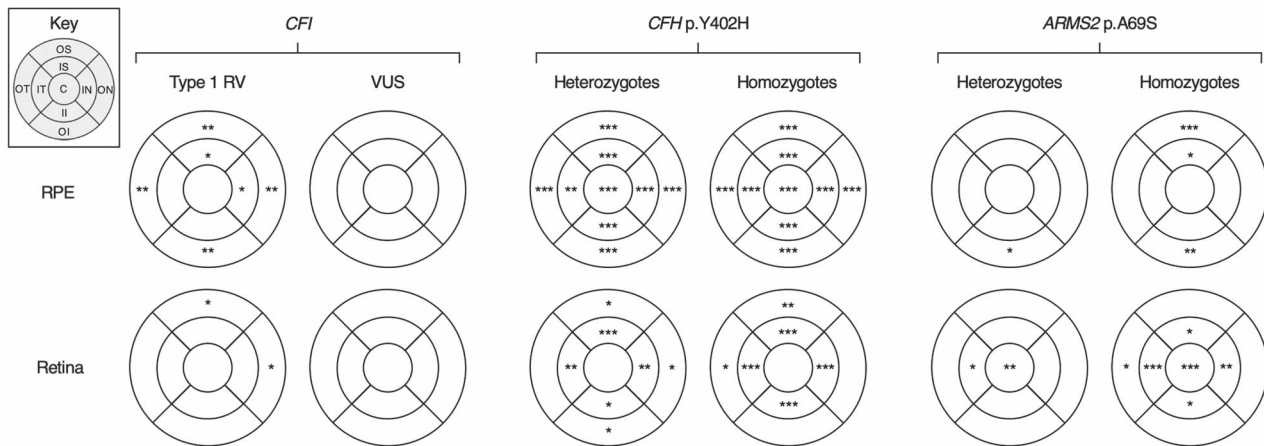 Key
OS
IS
OT IT C IN ON
II
OI
CFI
CFH p.Y402H
ARMS2 p.A69S
Type 1 RV
VUS
Heterozygotes
Homozygotes
Heterozygotes
Homozygotes
RPE
** *** *** ***
* *** *** *
** * ** *** ** *** *** *** *** *** *** *** ***
*** ***
** *** *** * **
Retina
* * **
*** *** *
* ** ** * * *** *** * ** * *** *** **
* *** *
*